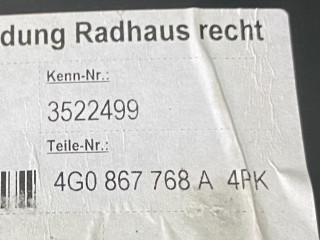 dung Radhaus recht
Kenn-Nr.:
3522499
Teile-Nr.:
4G0 867 768 A 4PK